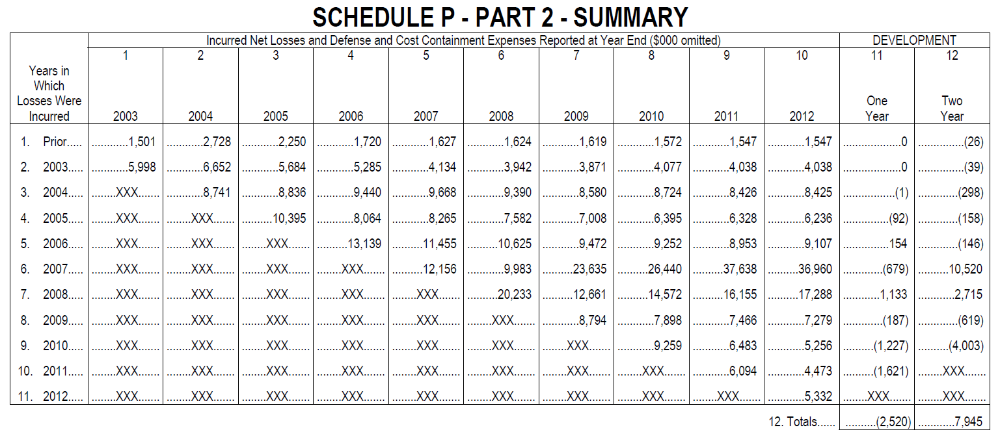 SCHEDULE P - PART 2 - SUMMARY
Incurred Net Losses and Defense and Cost Containment Expenses Reported at Year End ($000 omitted) DEVELOPMENT
1 2 3 4 5 6 7 8 9 10 11 12
Years in
Which
Losses Were One Two
Incurred 2003 2004 2005 2006 2007 2008 2009 2010 2011 2012 Year Year
1. Prior..... ............1,501 ............2,728 ............2,250 ............1,720 ............1,627 ............1,624 ............1,619 ............1,572 ............1,547 ............1,547 ..................0 ..............(26)
2. 2003..... ............5,998 ............6,652 ............5,684 ............5,285 ............4,134 ............3,942 ............3,871 ............4,077 ............4,038 ............4,038 ..................0 ..............(39)
3. 2004..... ........XXX....... ............8,741 ............8,836 ............9,440 ............9,668 ............9,390 ............8,580 ............8,724 ............8,426 ............8,425 ................(1) ............(298)
4. 2005..... ........XXX....... ........XXX....... ..........10,395 ............8,064 ............8,265 ............7,582 ............7,008 ............6,395 ............6,328 ............6,236 ..............(92) ............(158)
5. 2006..... ........XXX....... ........XXX....... ........XXX....... ..........13,139 ..........11,455 ..........10,625 ............9,472 ............9,252 ............8,953 ............9,107 ..............154 ............(146)
6. 2007..... ........XXX....... ........XXX....... ........XXX....... ........XXX....... ..........12,156 ............9,983 ..........23,635 ..........26,440 ..........37,638 ..........36,960 ............(679) ..........10,520
7. 2008..... ........XXX....... ........XXX....... ........XXX....... ........XXX....... ........XXX....... ..........20,233 ..........12,661 ..........14,572 ..........16,155 ..........17,288 ............1,133 ............2,715
8. 2009..... ........XXX....... ........XXX....... ........XXX....... ........XXX....... ........XXX....... ........XXX....... ............8,794 ............7,898 ............7,466 ............7,279 ............(187) ............(619)
9. 2010..... ........XXX....... ........XXX....... ........XXX....... ........XXX....... ........XXX....... ........XXX....... ........XXX....... ............9,259 ............6,483 ............5,256 .........(1,227) .........(4,003)
10. 2011..... ........XXX....... ........XXX....... ........XXX....... ........XXX....... ........XXX....... ........XXX....... ........XXX....... ........XXX....... ............6,094 ............4,473 .........(1,621) ........XXX.......
11. 2012..... ........XXX....... ........XXX....... ........XXX....... ........XXX....... ........XXX....... ........XXX....... ........XXX....... ........XXX....... ........XXX....... ............5,332 ........XXX....... ........XXX.......
12. Totals...... ..........(2,520) ............7,945